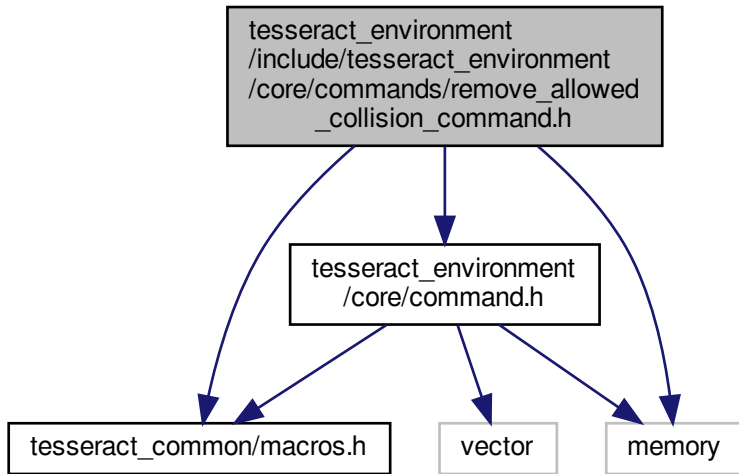 tesseract_environment
/include/tesseract_environment
/core/commands/remove_allowed
_collision_command.h
tesseract_environment
/core/command.h
tesseract_common/macros.h
vector
memory